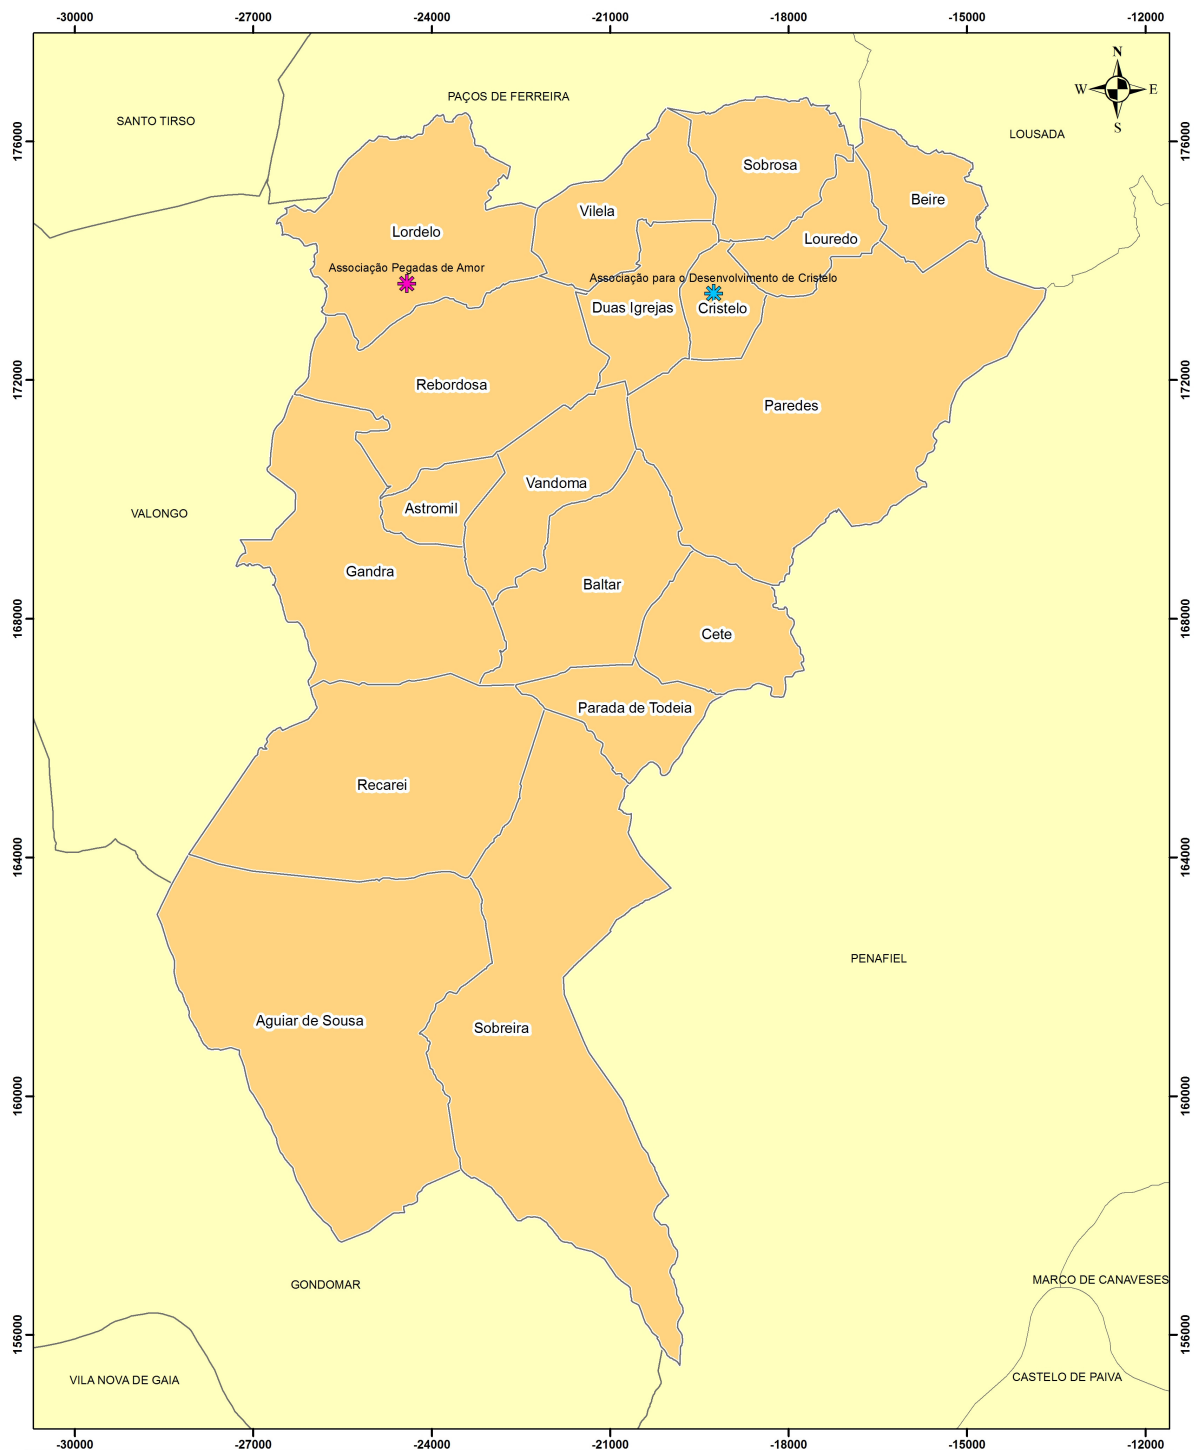 -30000
-27000
-24000
-21000
-18000
-15000
-12000
N
W
E
S
PAÇOS DE FERREIRA
SANTO TIRSO
LOUSADA
176000
176000
Sobrosa
Beire
Vilela
Lordelo
Louredo
Associação Pegadas de Amor
Associação para o Desenvolvimento de Cristelo
Duas Igrejas
Cristelo
172000
172000
Rebordosa
Paredes
Vandoma
Astromil
VALONGO
Gandra
Baltar
168000
168000
Cete
Parada de Todeia
Recarei
164000
164000
PENAFIEL
Aguiar de Sousa
Sobreira
160000
160000
MARCO DE CANAVESES
GONDOMAR
156000
156000
CASTELO DE PAIVA
VILA NOVA DE GAIA
-30000
-27000
-24000
-21000
-18000
-15000
-12000